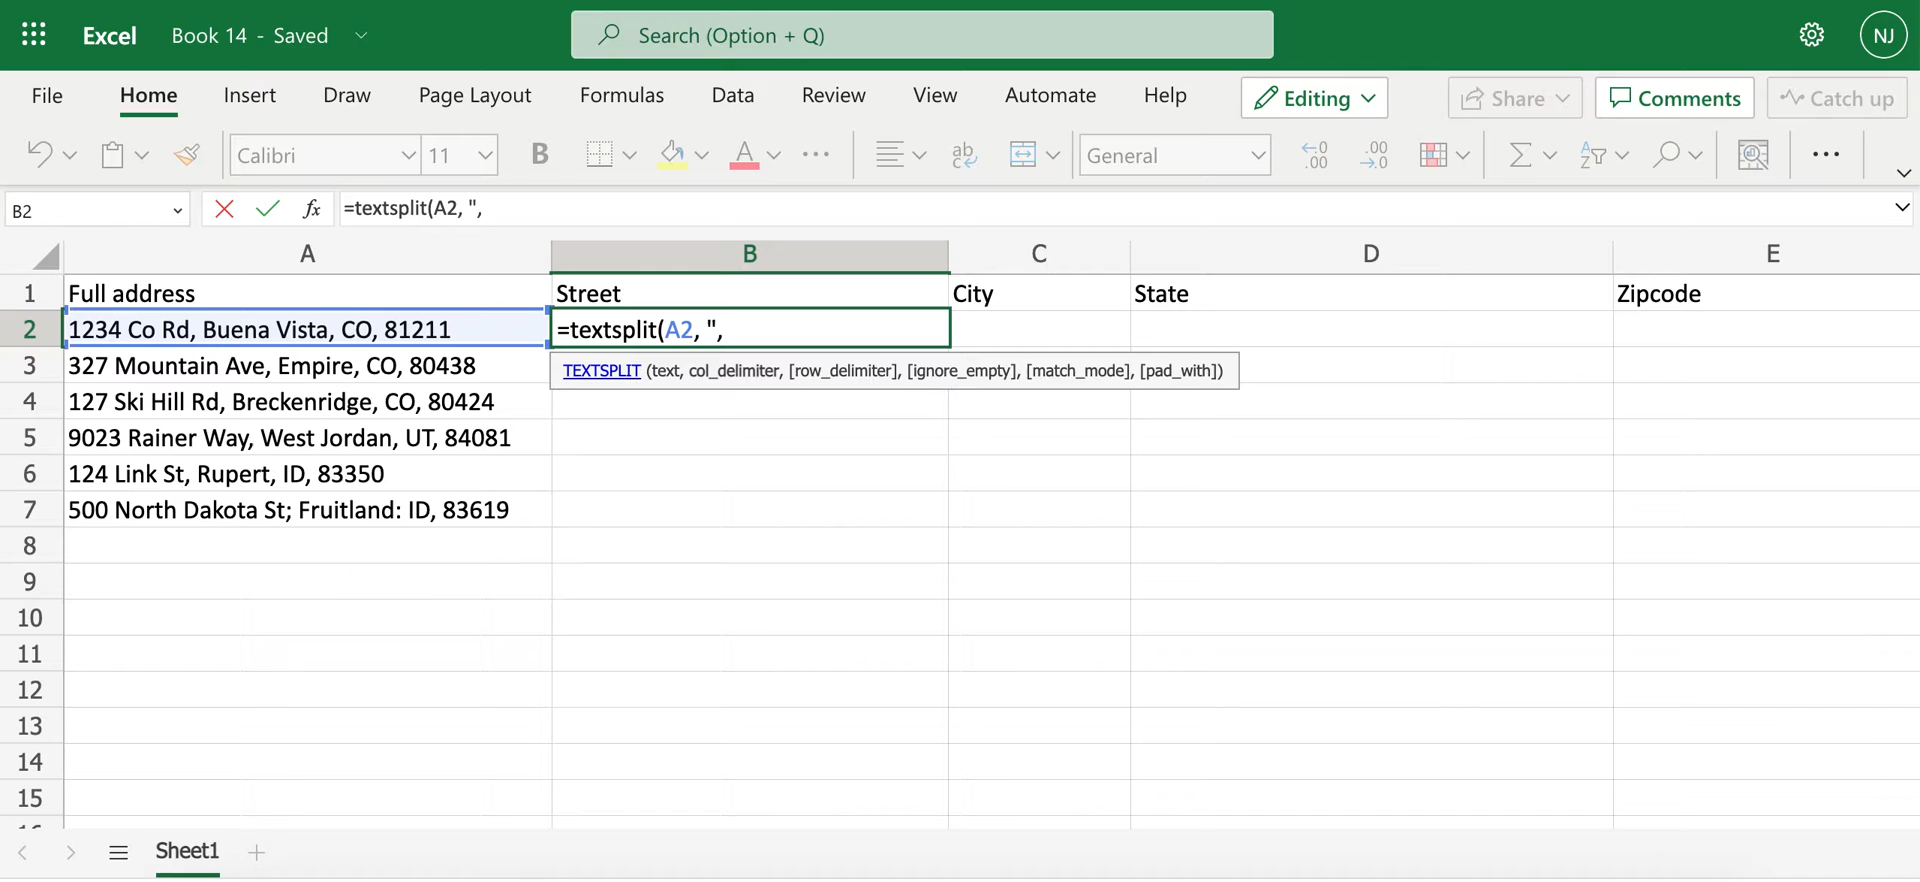 Excel Book 14 - Saved Search (Option + Q) NJ
File Home Insert Draw Page Layout Formulas Data Review View Automate Help Editing Share Comments Catch up
Calibri 11 B A ab c General .00 .00 A Z
B2 fx =textsplit(A2, ",
A B C D E
1 Full address Street City State Zipcode
2 1234 Co Rd, Buena Vista, CO, 81211 =textsplit(A2, ",
TEXTSPLIT (text, col_delimiter, [row_delimiter], [ignore_empty], [match_mode], [pad_with])
3 327 Mountain Ave, Empire, CO, 80438
4 127 Ski Hill Rd, Breckenridge, CO, 80424
5 9023 Rainer Way, West Jordan, UT, 84081
6 124 Link St, Rupert, ID, 83350
7 500 North Dakota St; Fruitland: ID, 83619
8
9
10
11
12
13
14
15
Sheet1